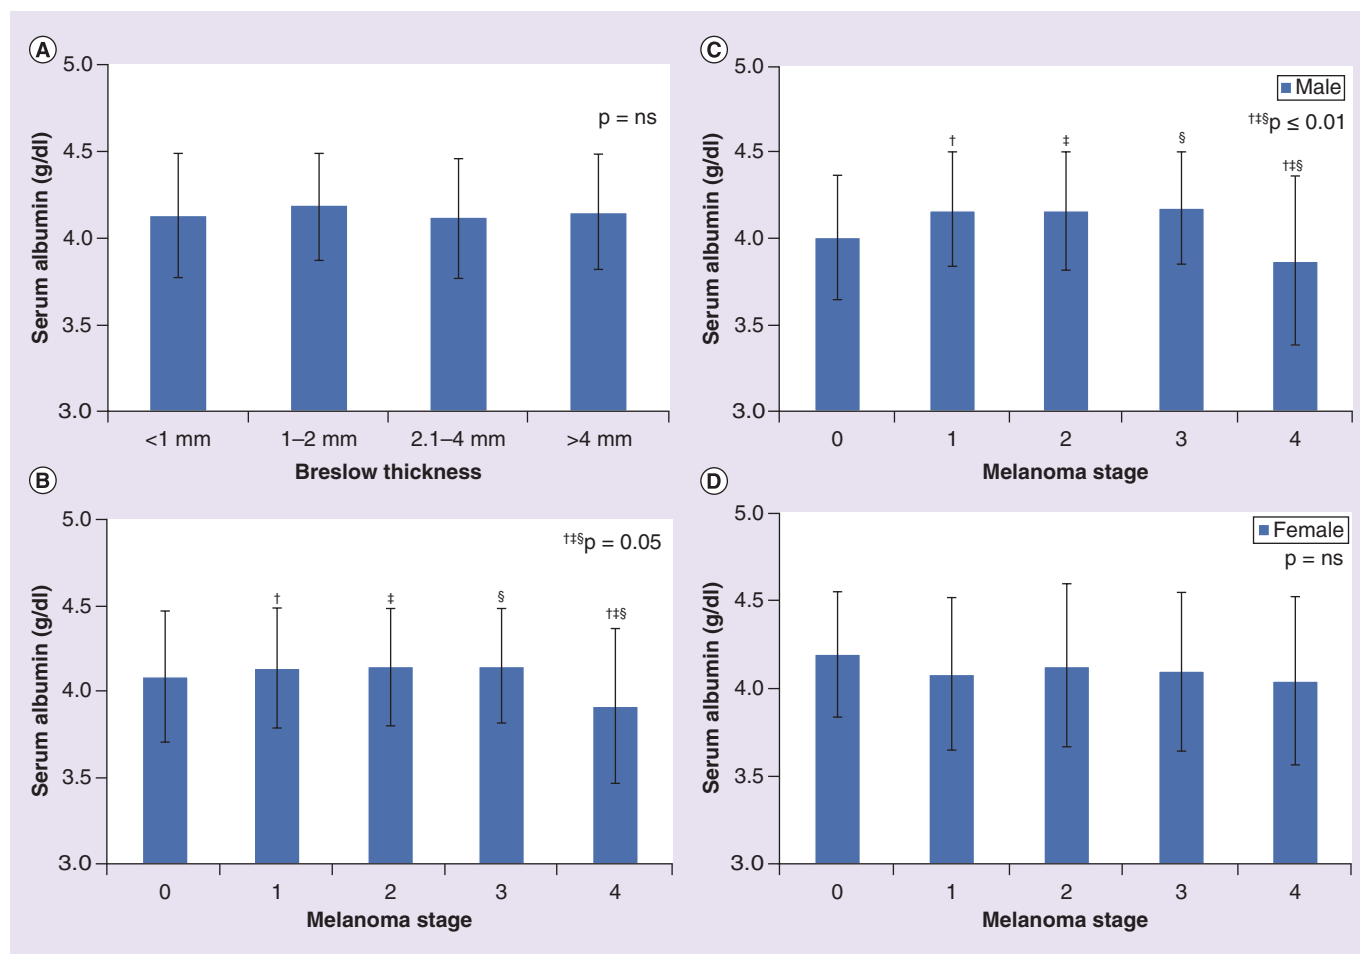 A
5.0
4.5
4.0
3.5
3.0
Serum albumin (g/dl)
p = ns
<1 mm 1–2 mm 2.1–4 mm >4 mm
Breslow thickness
B
5.0
4.5
4.0
3.5
3.0
Serum albumin (g/dl)
†‡§p = 0.05
† ‡ § †‡§
0 1 2 3 4
Melanoma stage
C
5.0
4.5
4.0
3.5
3.0
Serum albumin (g/dl)
Male
†‡§p ≤ 0.01
† ‡ § †‡§
0 1 2 3 4
Melanoma stage
D
5.0
4.5
4.0
3.5
3.0
Serum albumin (g/dl)
Female
p = ns
0 1 2 3 4
Melanoma stage